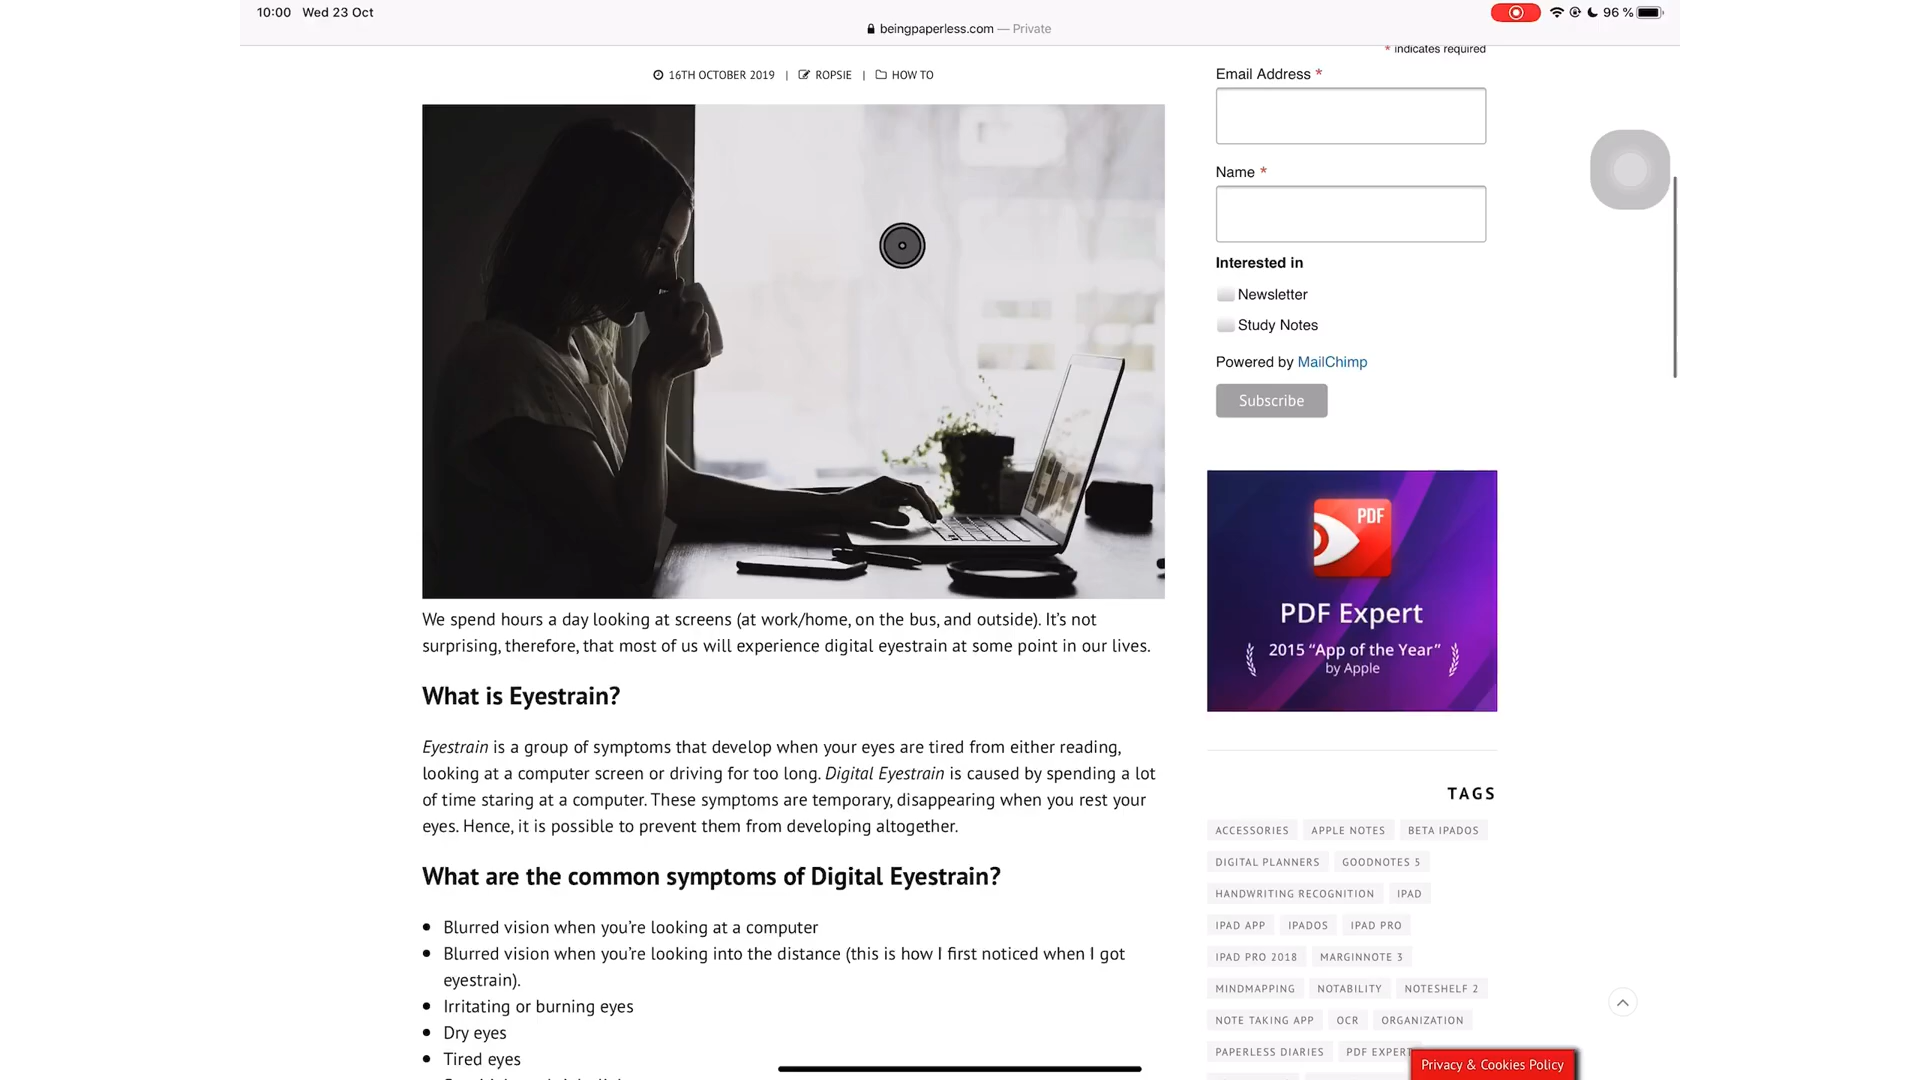 10:00 Wed 23 Oct
96 %
beingpaperless.com — Private
16TH OCTOBER 2019 | ROPSIE | HOW TO
We spend hours a day looking at screens (at work/home, on the bus, and outside). It’s not
surprising, therefore, that most of us will experience digital eyestrain at some point in our lives.
What is Eyestrain?
Eyestrain is a group of symptoms that develop when your eyes are tired from either reading,
looking at a computer screen or driving for too long. Digital Eyestrain is caused by spending a lot
of time staring at a computer. These symptoms are temporary, disappearing when you rest your
eyes. Hence, it is possible to prevent them from developing altogether.
What are the common symptoms of Digital Eyestrain?
Blurred vision when you’re looking at a computer
Blurred vision when you’re looking into the distance (this is how I first noticed when I got
eyestrain).
Irritating or burning eyes
Dry eyes
Tired eyes
* indicates required
Email Address *
Name *
Interested in
Newsletter
Study Notes
Powered by MailChimp
Subscribe
PDF
PDF Expert
2015 “App of the Year”
by Apple
TAGS
ACCESSORIES APPLE NOTES BETA IPADOS
DIGITAL PLANNERS GOODNOTES 5
HANDWRITING RECOGNITION IPAD
IPAD APP IPADOS IPAD PRO
IPAD PRO 2018 MARGINNOTE 3
MINDMAPPING NOTABILITY NOTESHELF 2
NOTE TAKING APP OCR ORGANIZATION
PAPERLESS DIARIES PDF EXPERT
Privacy & Cookies Policy